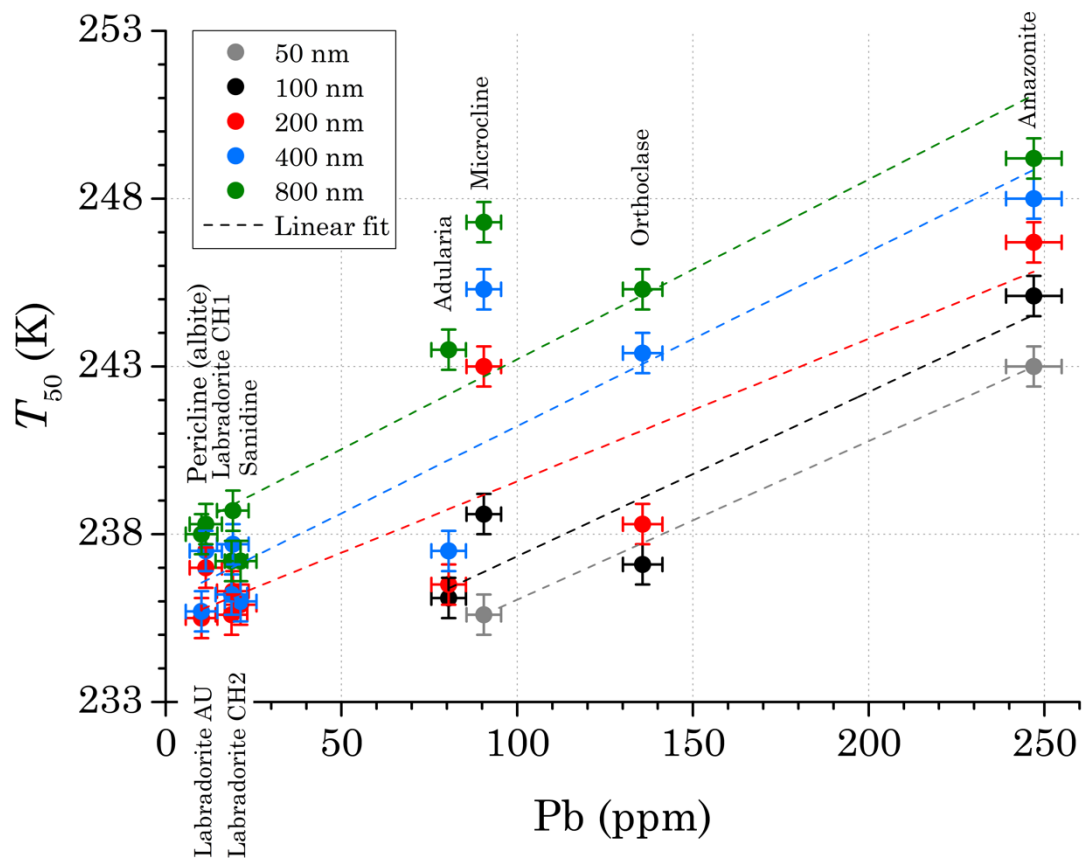 253
248
243
238
233
T50 (K)
50 nm
100 nm
200 nm
400 nm
800 nm
Linear fit
Pericline (albite)
Labradorite CH1
Sanidine
Adularia
Microcline
Orthoclase
Amazonite
Labradorite AU
Labradorite CH2
0 50 100 150 200 250
Pb (ppm)